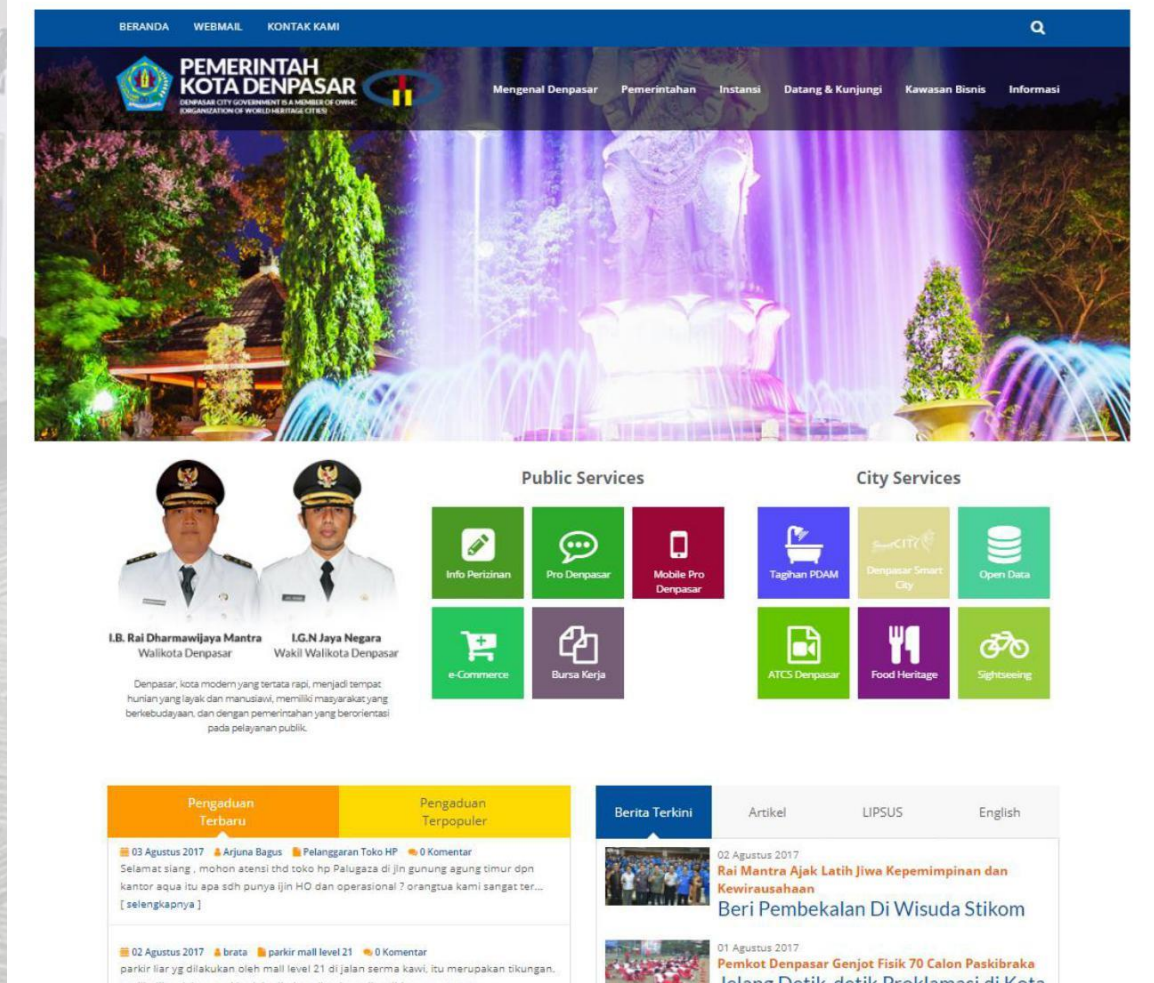 BERANDA WEBMAIL KONTAK KAMI
PEMERINTAH
KOTA DENPASAR
DENPASAR CITY GOVERNMENT IS A MEMBER OF OWHC
(ORGANIZATION OF WORLD HERITAGE CITIES)
Mengenal Denpasar Pemerintahan Instansi Datang & Kunjungi Kawasan Bisnis Informasi
I.B. Rai Dharmawijaya Mantra
Walikota Denpasar
I.G.N Jaya Negara
Wakil Walikota Denpasar
Denpasar, kota modern yang tertata rapi, menjadi tempat
hunian yang layak dan manusiawi, memiliki masyarakat yang
berkebudayaan, dan dengan pemerintahan yang berorientasi
pada pelayanan publik.
Public Services
Info Perizinan
Pro Denpasar
Mobile Pro
Denpasar
e-Commerce
Bursa Kerja
City Services
Tagihan PDAM
Denpasar Smart
City
Open Data
ATCS Denpasar
Food Heritage
Sightseeing
Pengaduan
Terbaru
Pengaduan
Terpopuler
03 Agustus 2017 Arjuna Bagus Pelanggaran Toko HP 0 Komentar
Selamat siang , mohon atensi thd toko hp Palugaza di jln gunung agung timur dpn
kantor aqua itu apa sdh punya ijin HO dan operasional ? orangtua kami sangat ter...
[ selengkapnya ]
02 Agustus 2017 brata parkir mall level 21 0 Komentar
parkir liar yg dilakukan oleh mall level 21 di jalan serma kawi, itu merupakan tikungan.
Berita Terkini Artikel LIPSUS English
02 Agustus 2017
Rai Mantra Ajak Latih Jiwa Kepemimpinan dan
Kewirausahaan
Beri Pembekalan Di Wisuda Stikom
01 Agustus 2017
Pemkot Denpasar Genjot Fisik 70 Calon Paskibraka
Jelang Detik-detik Proklamasi di Kota